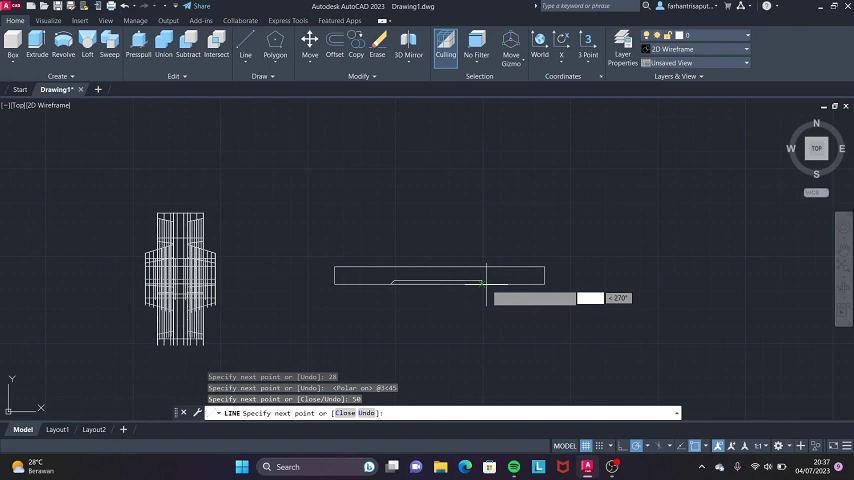 Share
Autodesk AutoCAD 2023 Drawing1.dwg
Type a keyword or phrase
farhantrisaput...
Home Insert Annotate Visualize View Manage Output Add-ins Collaborate Express Tools Featured Apps
Box Extrude Revolve Loft Sweep Presspull Union Subtract Intersect Line Polygon Move Offset Copy Erase 3D Mirror Culling No Filter Move Gizmo World X 3 Point Layer Properties
0
2D Wireframe
Unsaved View
Create Edit Draw Modify Selection Coordinates Layers & View
Start Drawing1*
[−][Top][2D Wireframe]
N
W TOP E
S
WCS
< 270°
Specify next point or [Undo]: 28
Specify next point or [Undo]: <Polar on> @3<45
Specify next point or [Close/Undo]: 50
LINE Specify next point or [Close Undo]:
Y
X
Model Layout1 Layout2 +
MODEL
1:1
28°C
Berawan
Search
20:37
04/07/2023